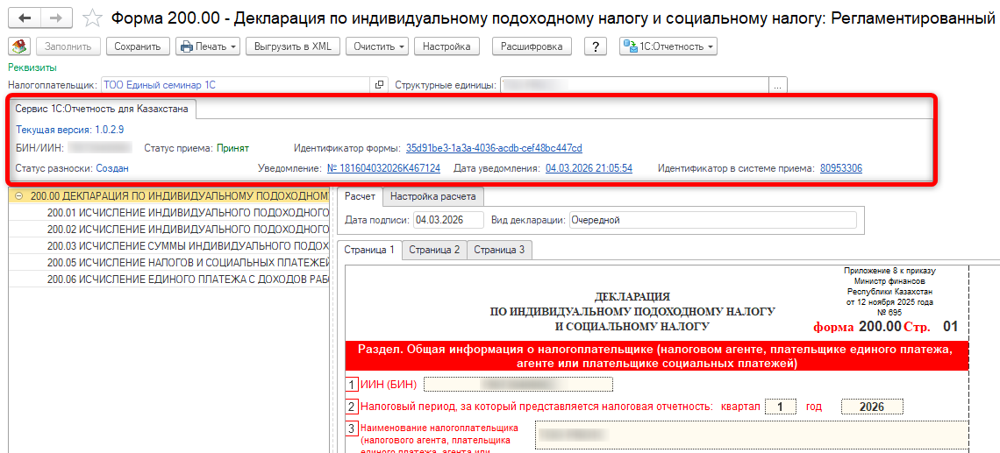 Форма 200.00 - Декларация по индивидуальному подоходному налогу и социальному налогу: Регламентированный
Заполнить Сохранить Печать Выгрузить в XML Очистить Настройка Расшифровка ? 1С:Отчетность
Реквизиты
Налогоплательщик: ТОО Единый семинар 1С Структурные единицы: ...
Сервис 1С:Отчетность для Казахстана
Текущая версия: 1.0.2.9
БИН/ИИН: Статус приема: Принят Идентификатор формы: 35d91be3-1a3a-4036-acdb-cef48bc447cd
Статус разноски: Создан Уведомление: № 181604032026K467124 Дата уведомления: 04.03.2026 21:05:54 Идентификатор в системе приема: 80953306
200.00 ДЕКЛАРАЦИЯ ПО ИНДИВИДУАЛЬНОМУ ПОДОХОДНОМ
200.01 ИСЧИСЛЕНИЕ ИНДИВИДУАЛЬНОГО ПОДОХОДНОГО
200.02 ИСЧИСЛЕНИЕ ИНДИВИДУАЛЬНОГО ПОДОХОДНОГО
200.03 ИСЧИСЛЕНИЕ СУММЫ ИНДИВИДУАЛЬНОГО ПОДОХ
200.05 ИСЧИСЛЕНИЕ НАЛОГОВ И СОЦИАЛЬНЫХ ПЛАТЕЖЕЙ
200.06 ИСЧИСЛЕНИЕ ЕДИНОГО ПЛАТЕЖА С ДОХОДОВ РАБО
Расчет Настройка расчета
Дата подписи: 04.03.2026 Вид декларации: Очередной
Страница 1 Страница 2 Страница 3
Приложение 8 к приказу
Министр финансов
Республики Казахстан
от 12 ноября 2025 года
№ 695
ДЕКЛАРАЦИЯ
ПО ИНДИВИДУАЛЬНОМУ ПОДОХОДНОМУ НАЛОГУ
И СОЦИАЛЬНОМУ НАЛОГУ
форма 200.00 Стр. 01
Раздел. Общая информация о налогоплательщике (налоговом агенте, плательщике единого платежа,
агенте или плательщике социальных платежей)
1 ИИН (БИН)
2 Налоговый период, за который представляется налоговая отчетность: квартал 1 год 2026
3 Наименование налогоплательщика
(налогового агента, плательщика
единого платежа, агента или